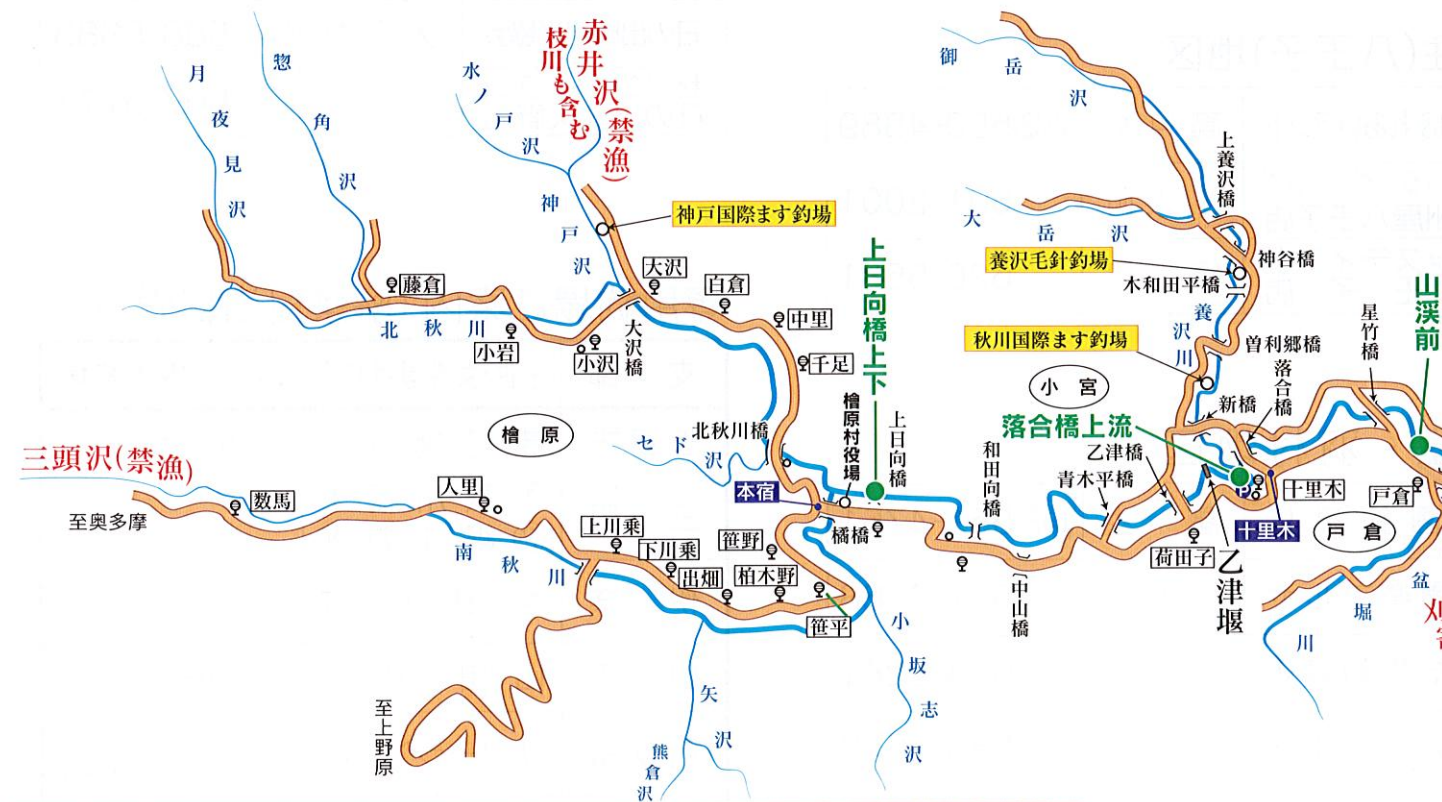 月夜見沢
惣角沢
水ノ戸沢
赤井沢(禁漁)
枝川も含む
神戸沢
神戸国際ます釣場
藤倉
北秋川
小岩
小沢
大沢
大沢橋
白倉
中里
千足
檜原
セド沢
北秋川橋
本宿
檜原村役場
橘橋
上日向橋上下
上日向橋
三頭沢(禁漁)
至奥多摩
数馬
人里
南秋川
上川乗
下川乗
出畑
柏木野
笹野
笹平
至上野原
矢沢
熊倉沢
小坂志沢
御岳沢
大岳沢
上養沢橋
養沢毛針釣場
神谷橋
木和田平橋
養沢川
秋川国際ます釣場
小宮
曽利郷橋
落合橋
新橋
落合橋上流
乙津橋
青木平橋
和田向橋
中山橋
荷田子
乙津堰
P
十里木
十里木
戸倉
戸倉
星竹橋
山渓前
盆堀川